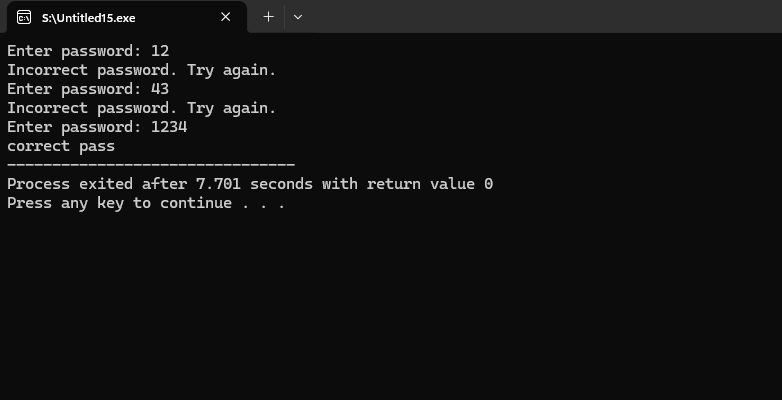 S:\Untitled15.exe
Enter password: 12
Incorrect password. Try again.
Enter password: 43
Incorrect password. Try again.
Enter password: 1234
correct pass
--------------------------------
Process exited after 7.701 seconds with return value 0
Press any key to continue . . .